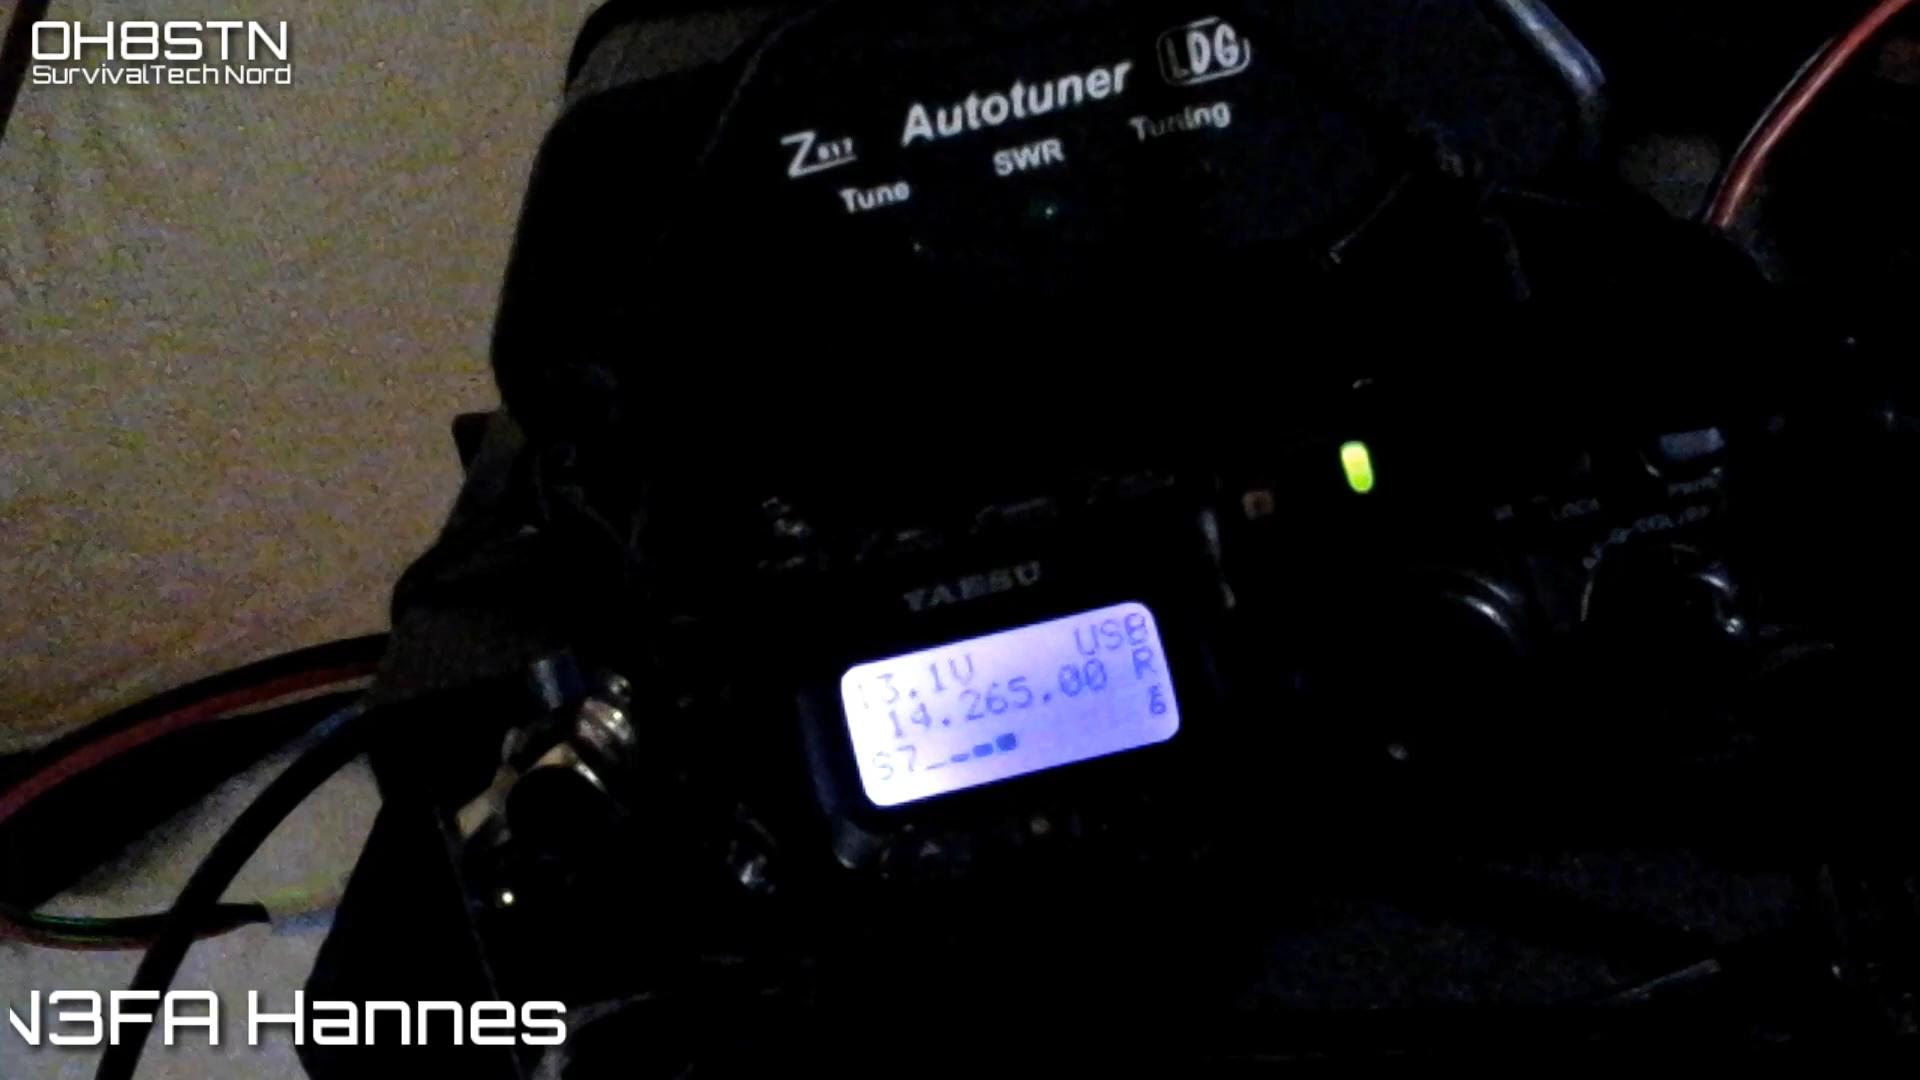 OH8STN
SurvivalTech Nord
Autotuner LDG
Z817
Tune SWR Tuning
YAESU
13.1V USB
14.265.00 R
S7
N3FA Hannes